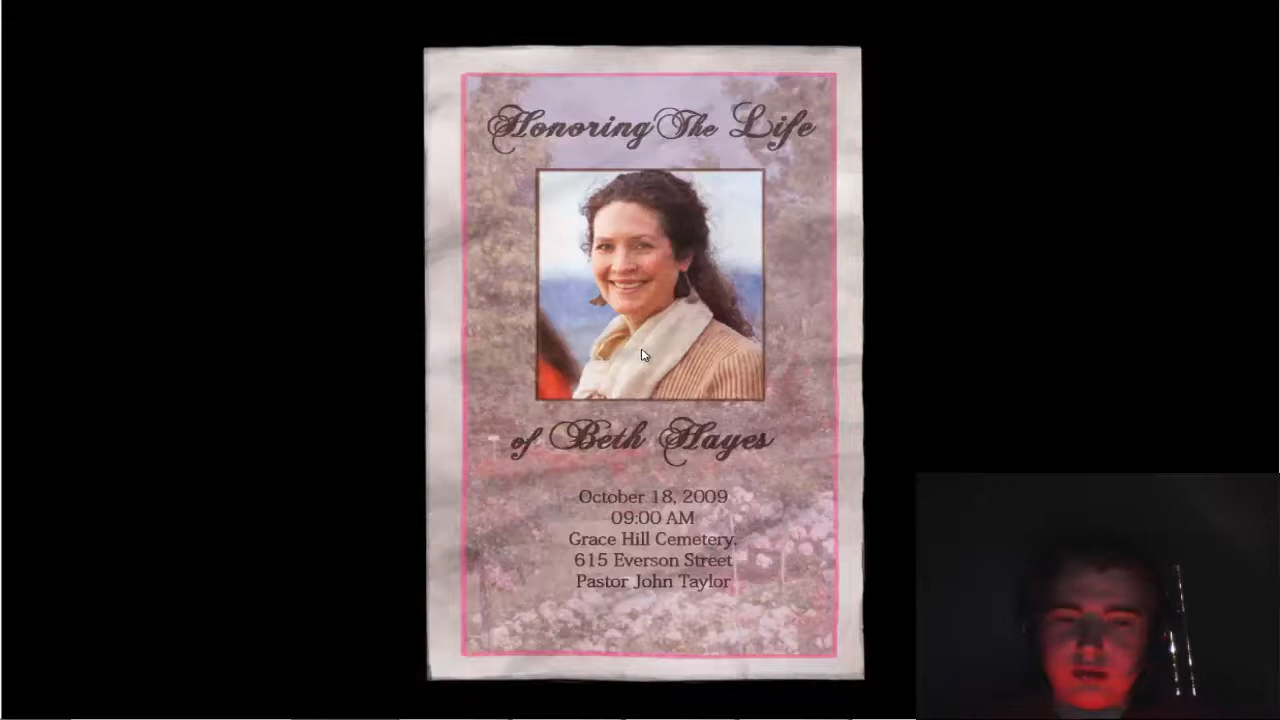 Honoring The Life
of Beth Hayes
October 18, 2009
09:00 AM
Grace Hill Cemetery.
615 Everson Street
Pastor John Taylor